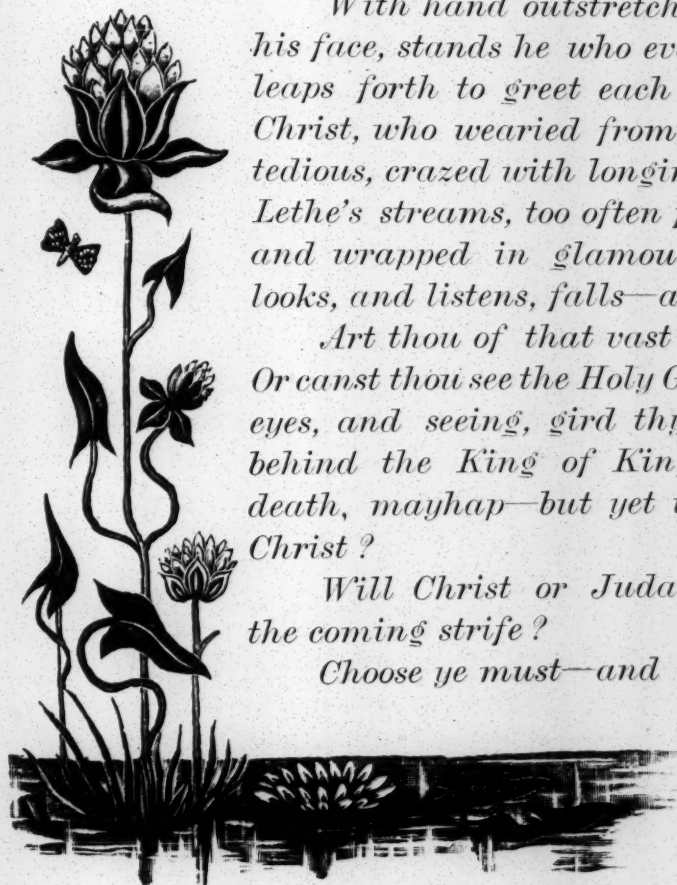 With hand outstretch
his face, stands he who ev
leaps forth to greet each
Christ, who wearied from
tedious, crazed with longin
Lethe's streams, too often
and wrapped in glamou
looks, and listens, falls—a
Art thou of that vast
Or canst thou see the Holy G
eyes, and seeing, gird thy
behind the King of Kin
death, mayhap—but yet
Christ?
Will Christ or Juda
the coming strife?
Choose ye must—and